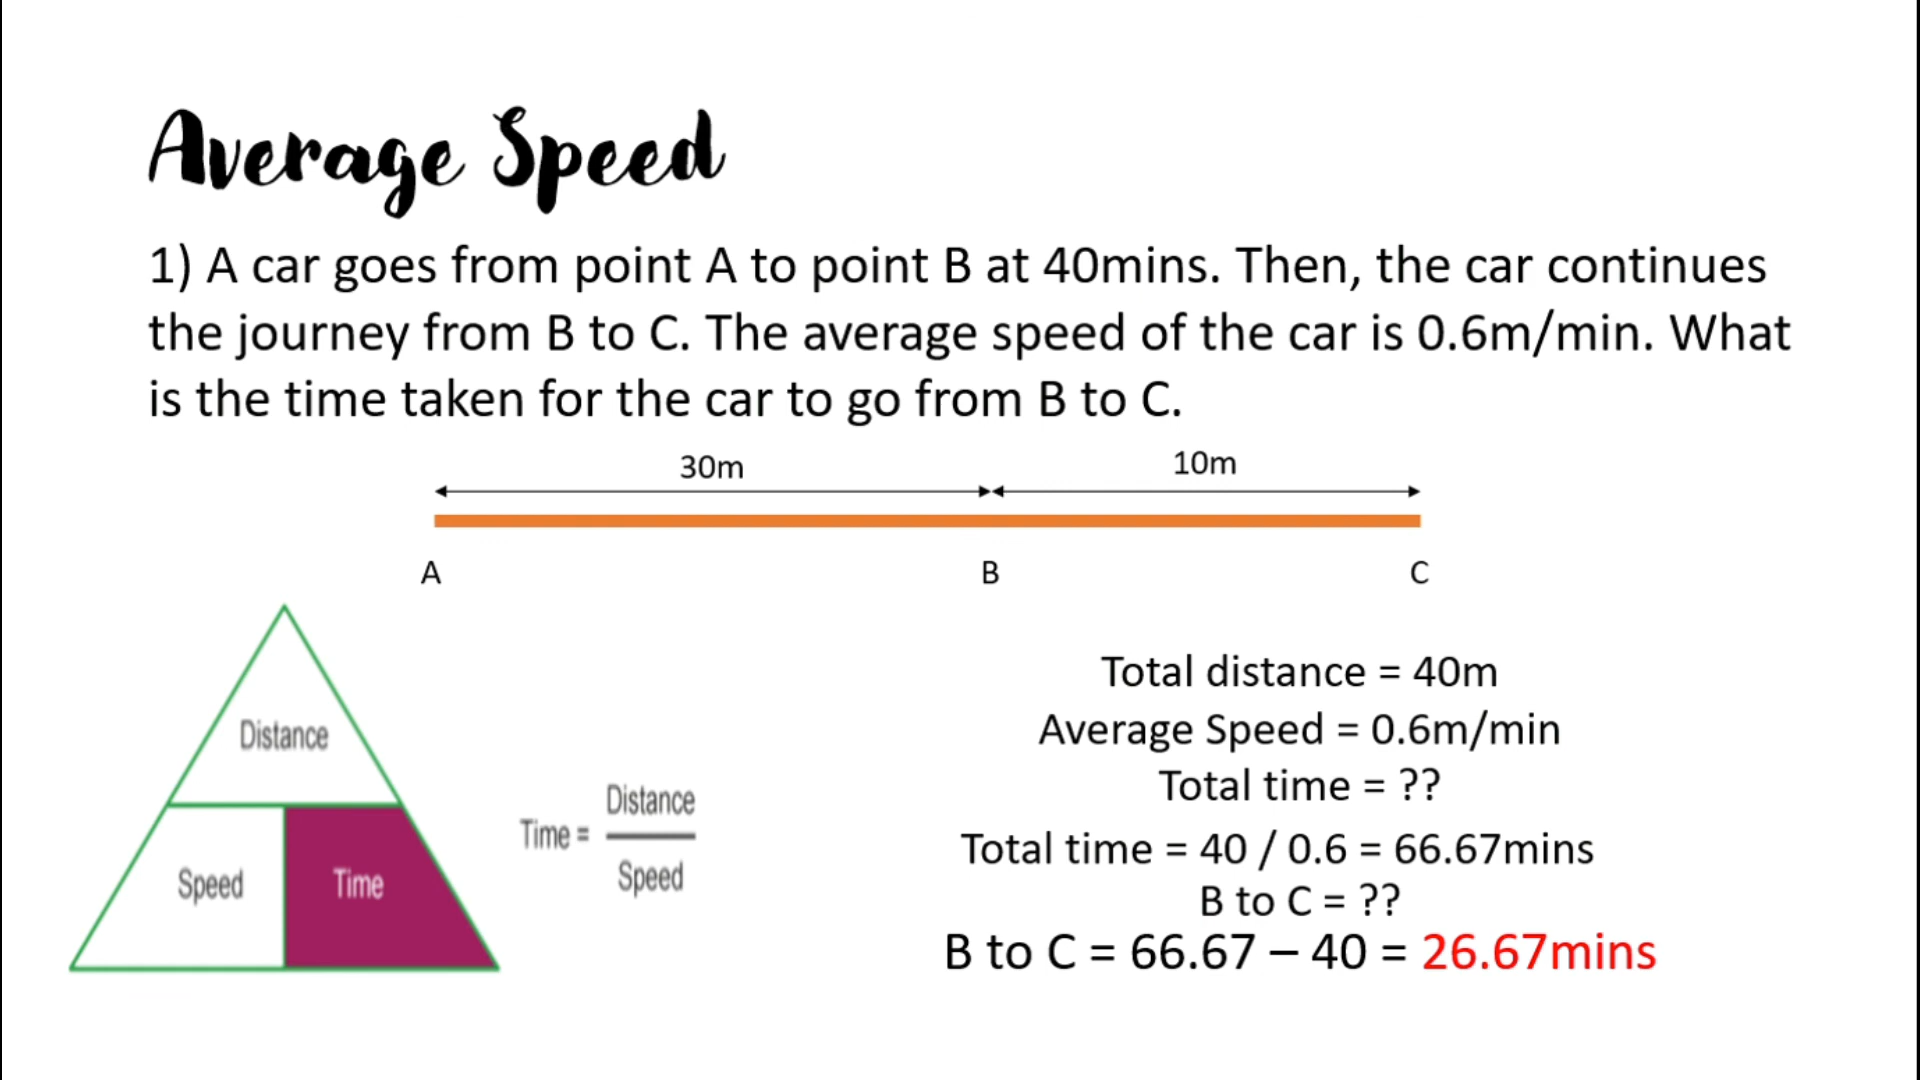 Average Speed
1) A car goes from point A to point B at 40mins. Then, the car continues
the journey from B to C. The average speed of the car is 0.6m/min. What
is the time taken for the car to go from B to C.
30m
10m
A
B
C
Distance
Speed
Time
Time = Distance
Speed
Total distance = 40m
Average Speed = 0.6m/min
Total time = ??
Total time = 40 / 0.6 = 66.67mins
B to C = ??
B to C = 66.67 – 40 = 26.67mins